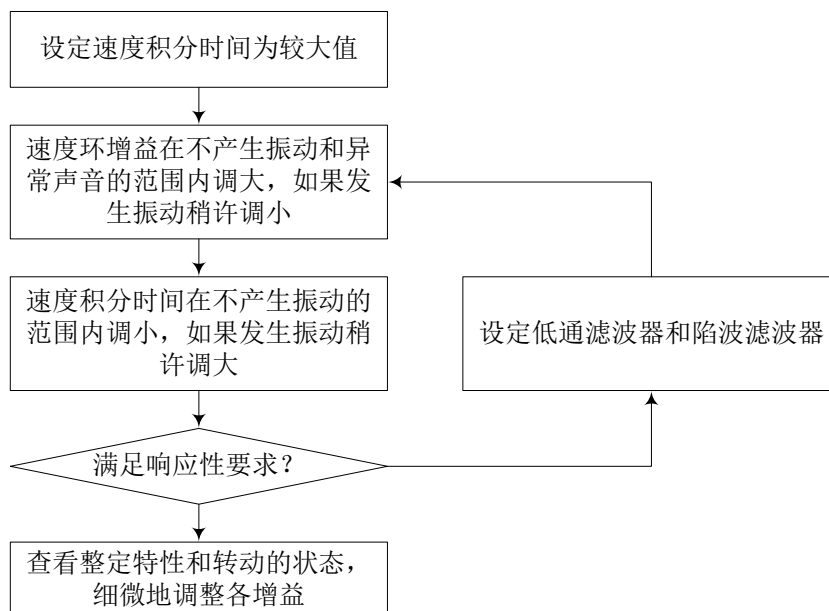 设定速度积分时间为较大值
速度环增益在不产生振动和异
常声音的范围内调大，如果发
生振动稍许调小
速度积分时间在不产生振动的
范围内调小，如果发生振动稍
许调大
设定低通滤波器和陷波滤波器
满足响应性要求？
查看整定特性和转动的状态，
细微地调整各增益